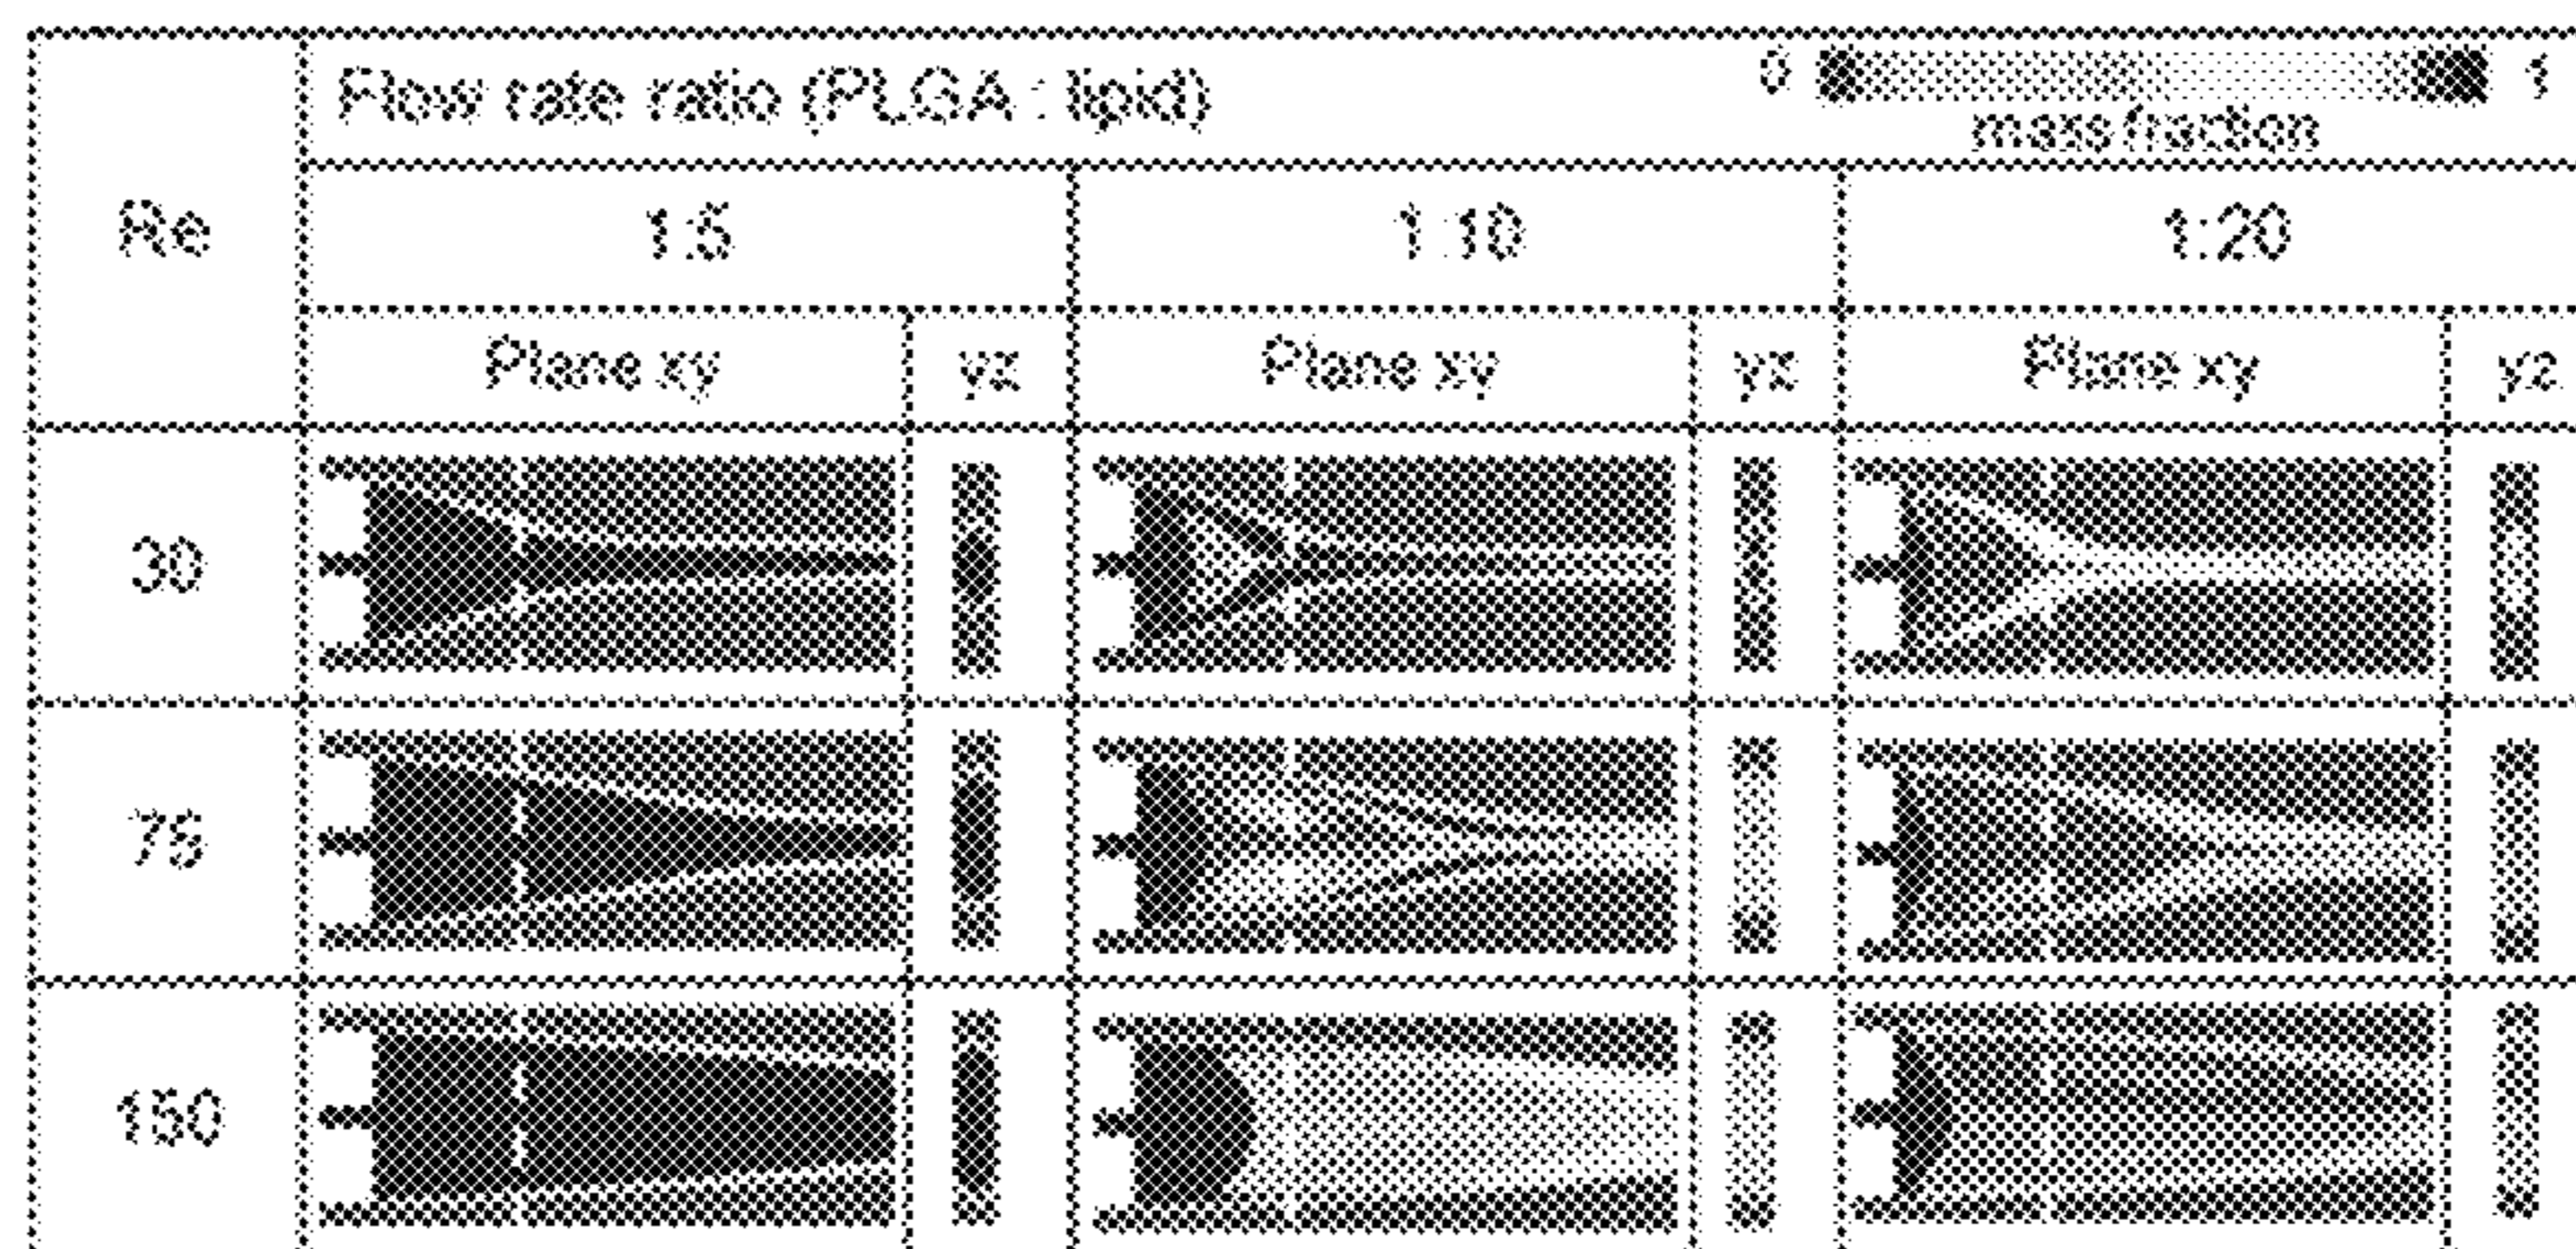 Flow rate ratio (PLGA : lipid)
0 1
mass fraction
Re
1:5 1:10 1:20
Plane xy yz Plane xy yz Plane xy yz
30
75
150